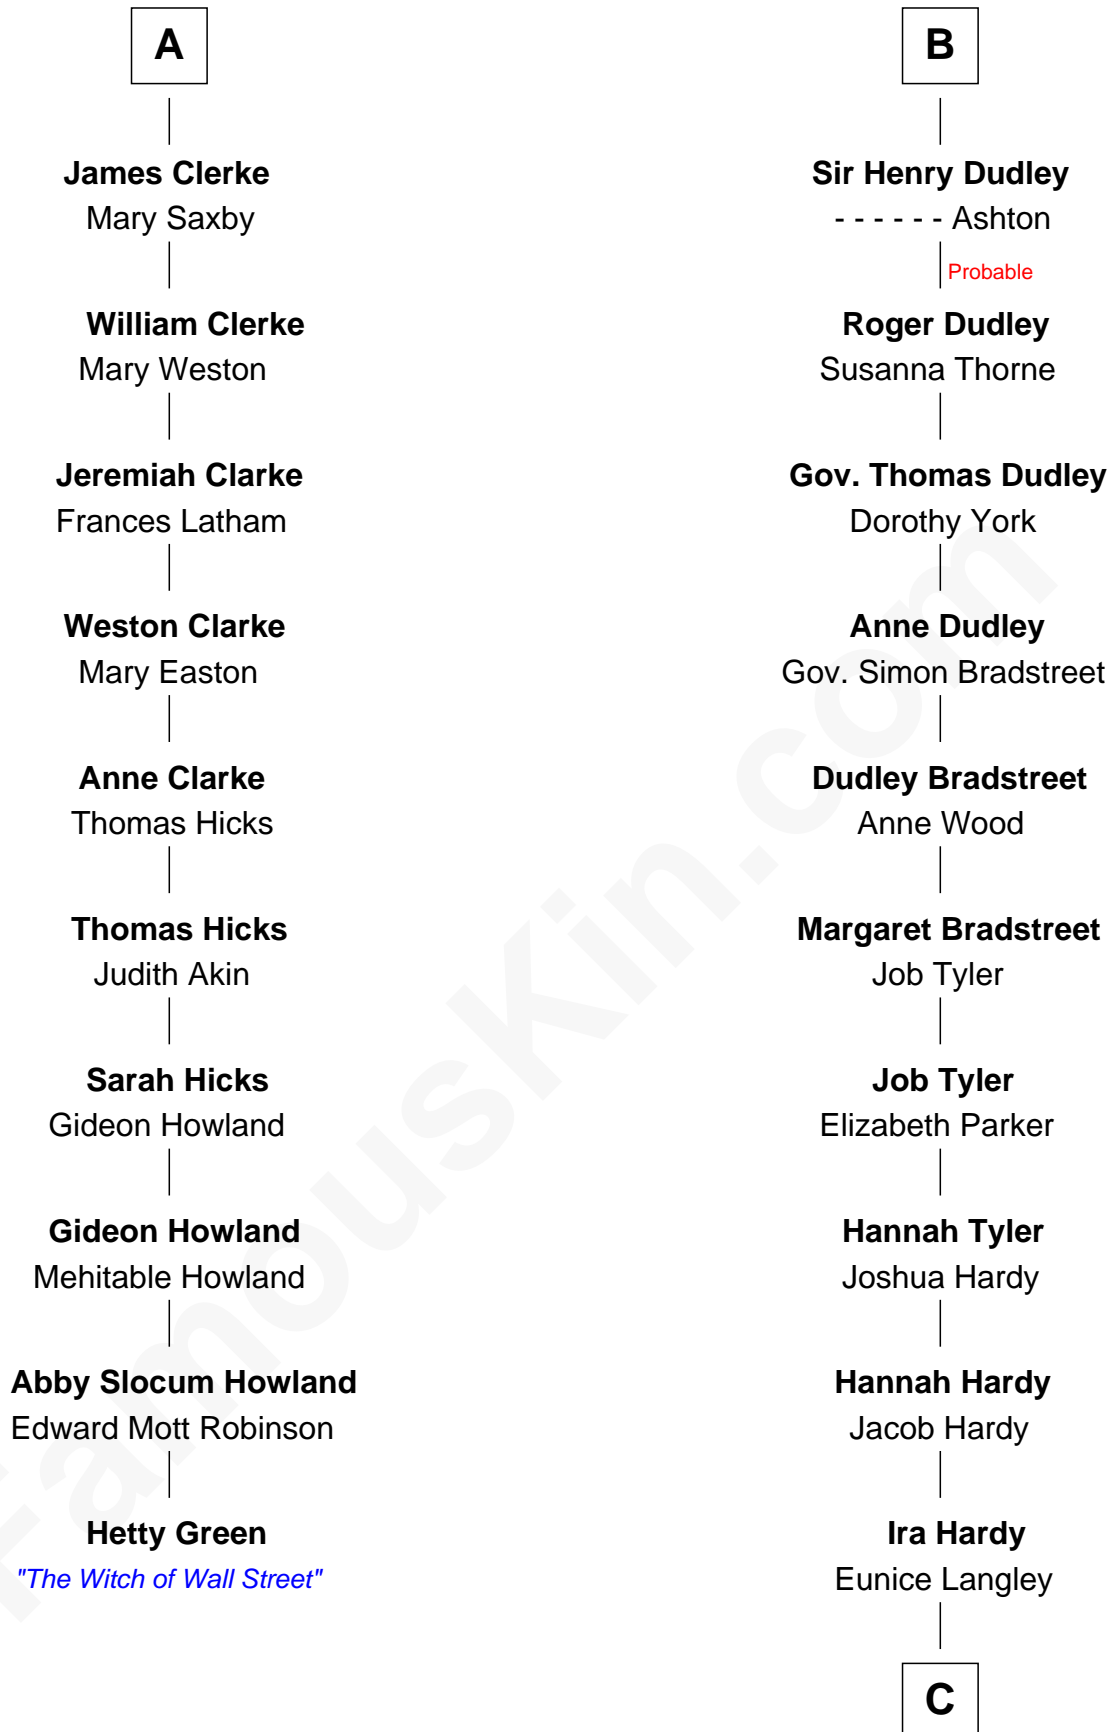 A
James Clerke
Mary Saxby
William Clerke
Mary Weston
Jeremiah Clarke
Frances Latham
Weston Clarke
Mary Easton
Anne Clarke
Thomas Hicks
Thomas Hicks
Judith Akin
Sarah Hicks
Gideon Howland
Gideon Howland
Mehitable Howland
Abby Slocum Howland
Edward Mott Robinson
Hetty Green
"The Witch of Wall Street"
B
Sir Henry Dudley
- - - - - - Ashton
Probable
Roger Dudley
Susanna Thorne
Gov. Thomas Dudley
Dorothy York
Anne Dudley
Gov. Simon Bradstreet
Dudley Bradstreet
Anne Wood
Margaret Bradstreet
Job Tyler
Job Tyler
Elizabeth Parker
Hannah Tyler
Joshua Hardy
Hannah Hardy
Jacob Hardy
Ira Hardy
Eunice Langley
C
FamousKin.com